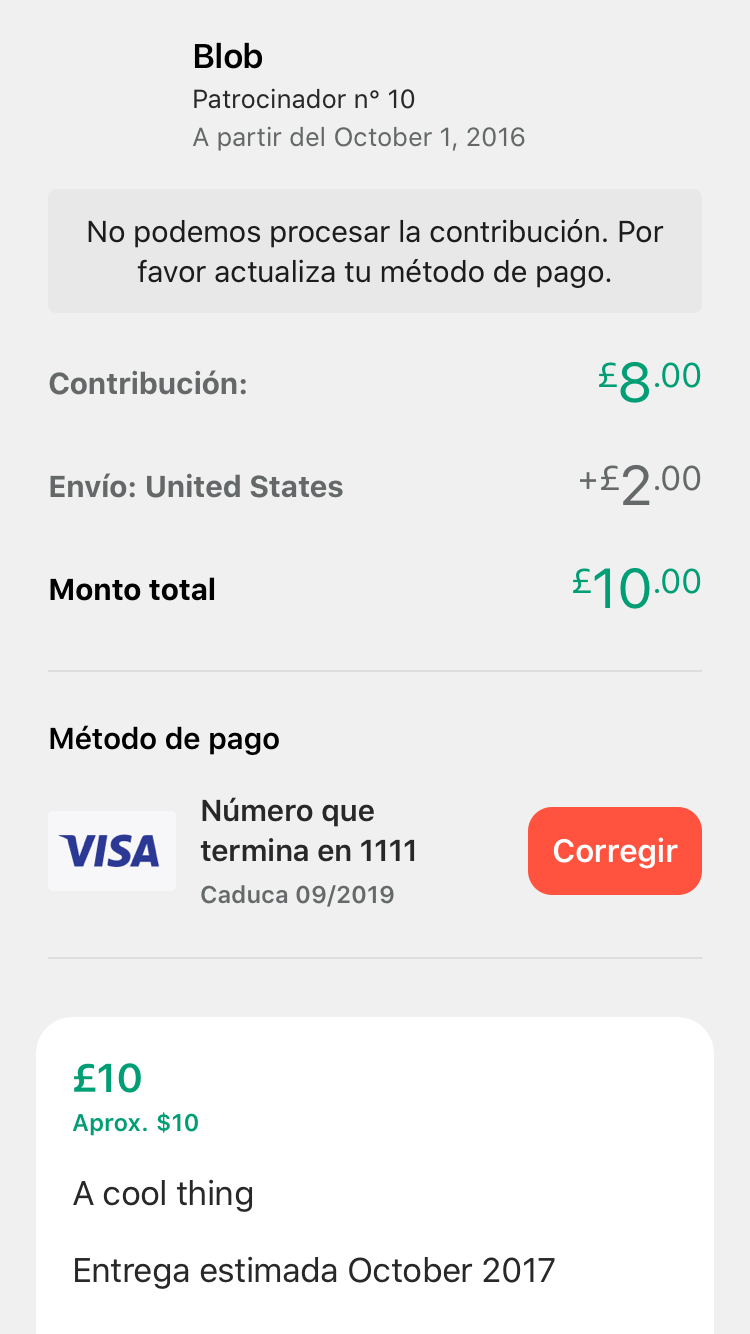 Blob
Patrocinador n° 10
A partir del October 1, 2016
No podemos procesar la contribución. Por
favor actualiza tu método de pago.
Contribución:
£8.00
Envío: United States
+£2.00
Monto total
£10.00
Método de pago
VISA
Número que
termina en 1111
Caduca 09/2019
Corregir
£10
Aprox. $10
A cool thing
Entrega estimada October 2017